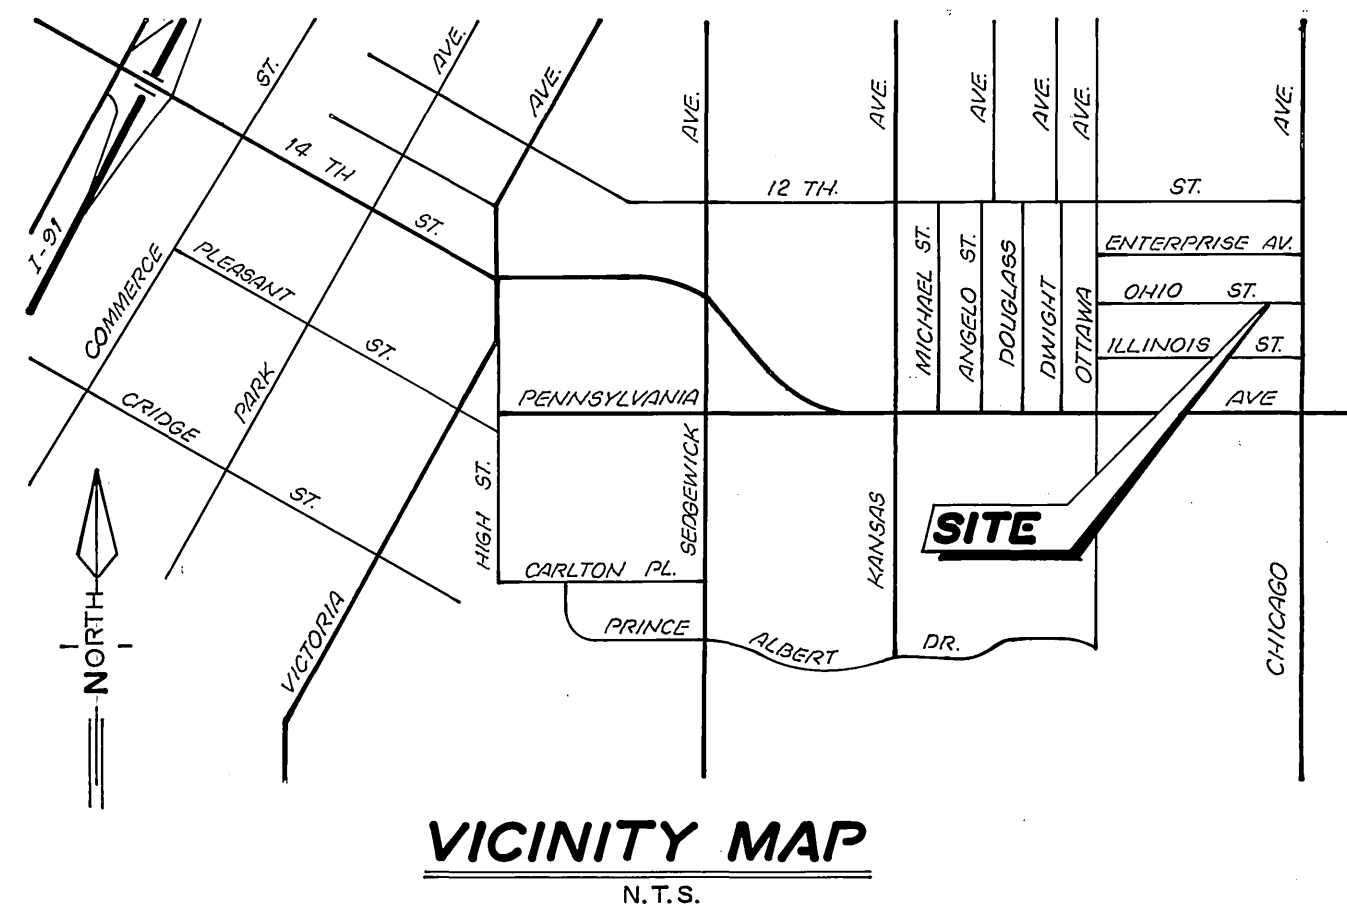 ST.
AVE.
AVE.
AVE.
AVE.
AVE.
AVE.
AVE.
AVE.
14 TH
ST.
12 TH.
ST.
I-91
COMMERCE
PLEASANT
ST.
MICHAEL ST.
ANGELO ST.
DOUGLASS
DWIGHT
OTTAWA
ENTERPRISE AV.
OHIO ST.
ILLINOIS ST.
PARK
CRIDGE
ST.
PENNSYLVANIA
AVE
HIGH ST.
SEDGEWICK
KANSAS
SITE
CARLTON PL.
PRINCE
ALBERT
DR.
VICTORIA
CHICAGO
NORTH
VICINITY MAP
N.T.S.